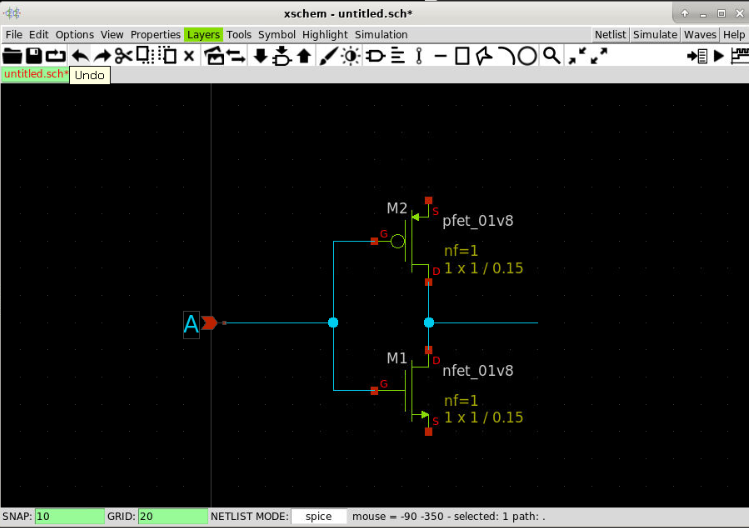 xschem - untitled.sch*
File Edit Options View Properties Layers Tools Symbol Highlight Simulation Netlist Simulate Waves Help
untitled.sch*
Undo
M2
S
pfet_01v8
G
nf=1
1 x 1 / 0.15
D
A
M1
D
nfet_01v8
G
nf=1
1 x 1 / 0.15
S
SNAP: 10 GRID: 20 NETLIST MODE: spice mouse = -90 -350 - selected: 1 path: .